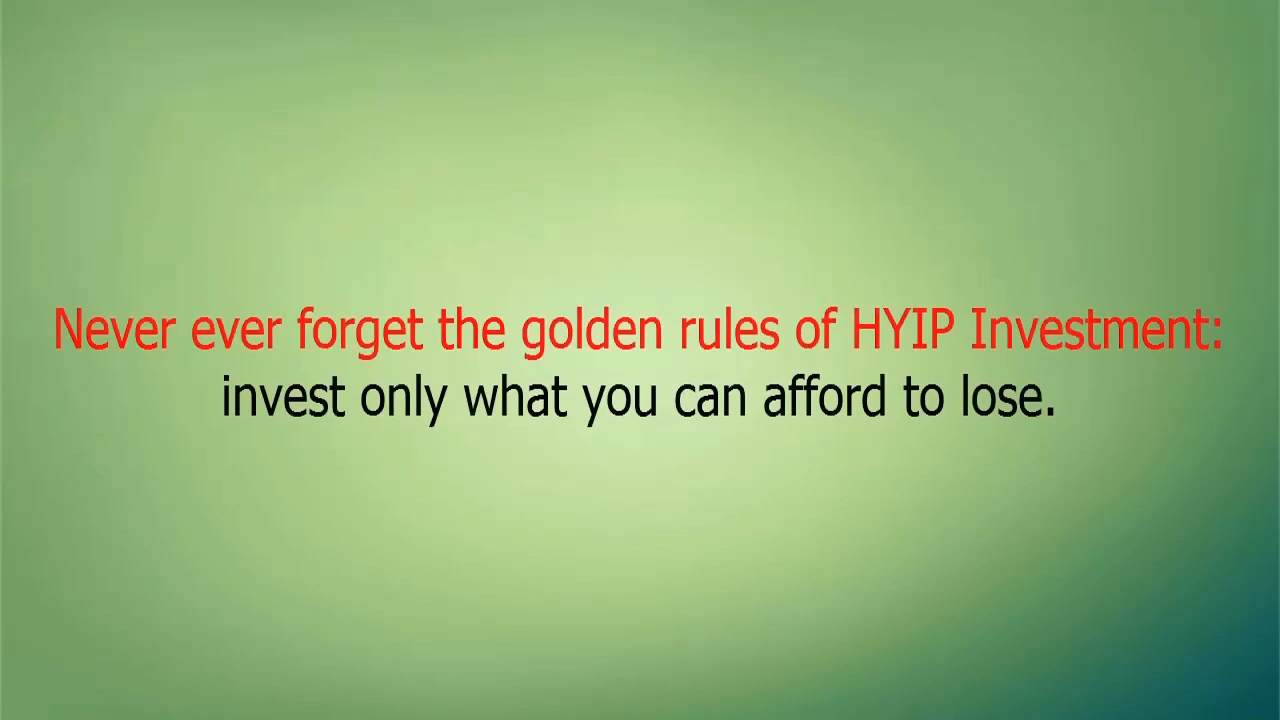 Never ever forget the golden rules of HYIP Investment:
invest only what you can afford to lose.